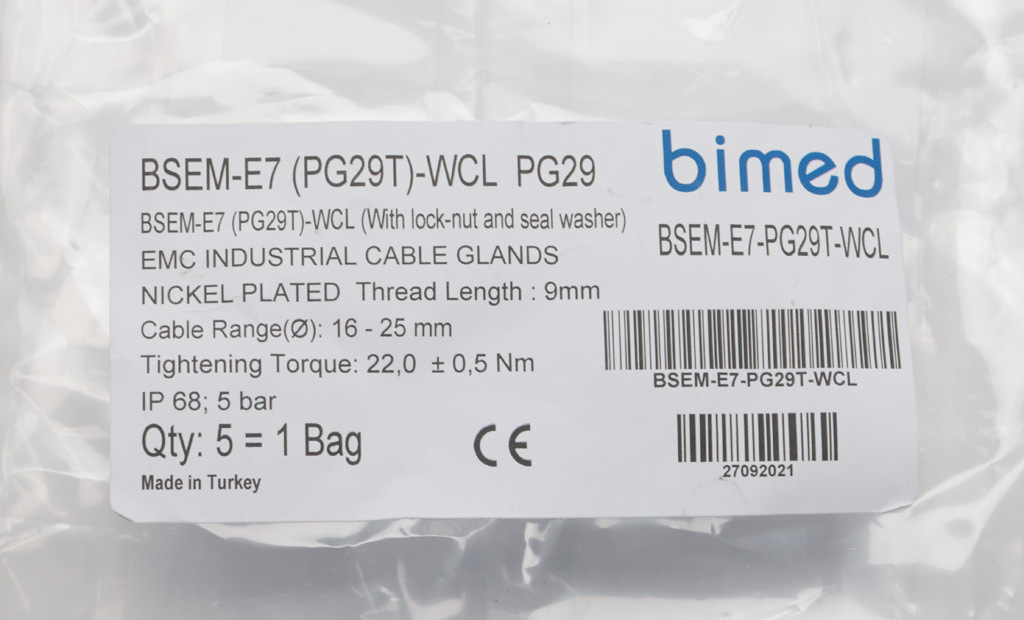 BSEM-E7 (PG29T)-WCL PG29
BSEM-E7 (PG29T)-WCL (With lock-nut and seal washer)
EMC INDUSTRIAL CABLE GLANDS
NICKEL PLATED Thread Length : 9mm
Cable Range(Ø): 16 - 25 mm
Tightening Torque: 22,0 ± 0,5 Nm
IP 68; 5 bar
Qty: 5 = 1 Bag
CE
Made in Turkey
bimed
BSEM-E7-PG29T-WCL
BSEM-E7-PG29T-WCL
27092021